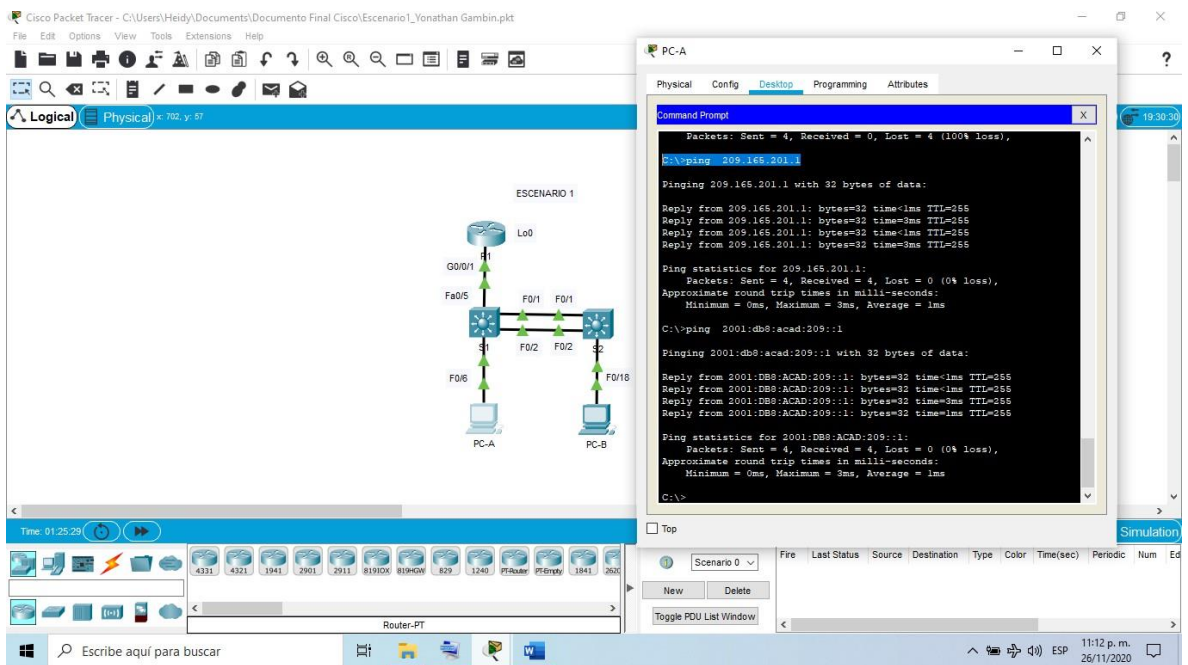 Cisco Packet Tracer - C:\Users\Heidy\Documents\Documento Final Cisco\Escenario1_Yonathan Gambin.pkt
File Edit Options View Tools Extensions Help
Logical Physical x: 702, y: 57
19:30:30
ESCENARIO 1
Lo0
R1
G0/0/1
Fa0/5
F0/1 F0/1
S1 F0/2 F0/2 S2
F0/6 F0/18
PC-A PC-B
PC-A
Physical Config Desktop Programming Attributes
Command Prompt X
Packets: Sent = 4, Received = 0, Lost = 4 (100% loss),
C:\>ping 209.165.201.1
Pinging 209.165.201.1 with 32 bytes of data:
Reply from 209.165.201.1: bytes=32 time<1ms TTL=255
Reply from 209.165.201.1: bytes=32 time=3ms TTL=255
Reply from 209.165.201.1: bytes=32 time<1ms TTL=255
Reply from 209.165.201.1: bytes=32 time=3ms TTL=255
Ping statistics for 209.165.201.1:
Packets: Sent = 4, Received = 4, Lost = 0 (0% loss),
Approximate round trip times in milli-seconds:
Minimum = 0ms, Maximum = 3ms, Average = 1ms
C:\>ping 2001:db8:acad:209::1
Pinging 2001:db8:acad:209::1 with 32 bytes of data:
Reply from 2001:DB8:ACAD:209::1: bytes=32 time<1ms TTL=255
Reply from 2001:DB8:ACAD:209::1: bytes=32 time<1ms TTL=255
Reply from 2001:DB8:ACAD:209::1: bytes=32 time=3ms TTL=255
Reply from 2001:DB8:ACAD:209::1: bytes=32 time=1ms TTL=255
Ping statistics for 2001:DB8:ACAD:209::1:
Packets: Sent = 4, Received = 4, Lost = 0 (0% loss),
Approximate round trip times in milli-seconds:
Minimum = 0ms, Maximum = 3ms, Average = 1ms
C:\>
Top
Time: 01:25:29
Simulation
4331 4321 1941 2901 2911 819IOX 819HGW 829 1240 PT-Router PT-Empty 1841 2620
Router-PT
Scenario 0
New Delete
Toggle PDU List Window
Fire Last Status Source Destination Type Color Time(sec) Periodic Num Ed
Escribe aquí para buscar
ESP
11:12 p. m.
26/11/2020